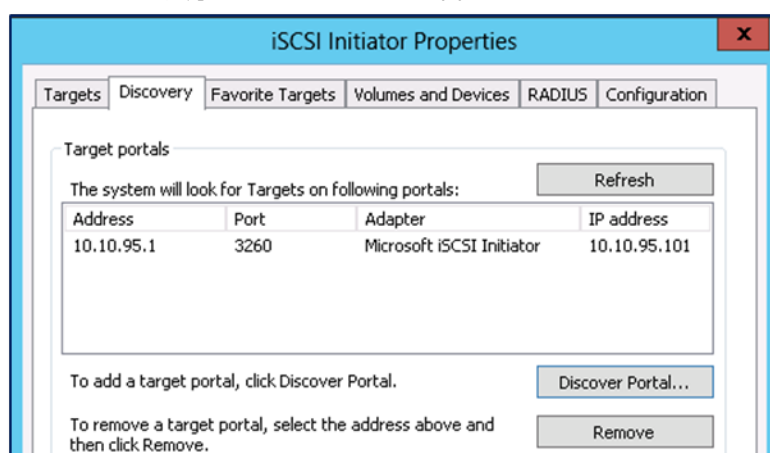 iSCSI Initiator Properties
x
Targets Discovery Favorite Targets Volumes and Devices RADIUS Configuration
Target portals
The system will look for Targets on following portals:
Refresh
Address Port Adapter IP address
10.10.95.1 3260 Microsoft iSCSI Initiator 10.10.95.101
To add a target portal, click Discover Portal.
Discover Portal...
To remove a target portal, select the address above and
then click Remove.
Remove